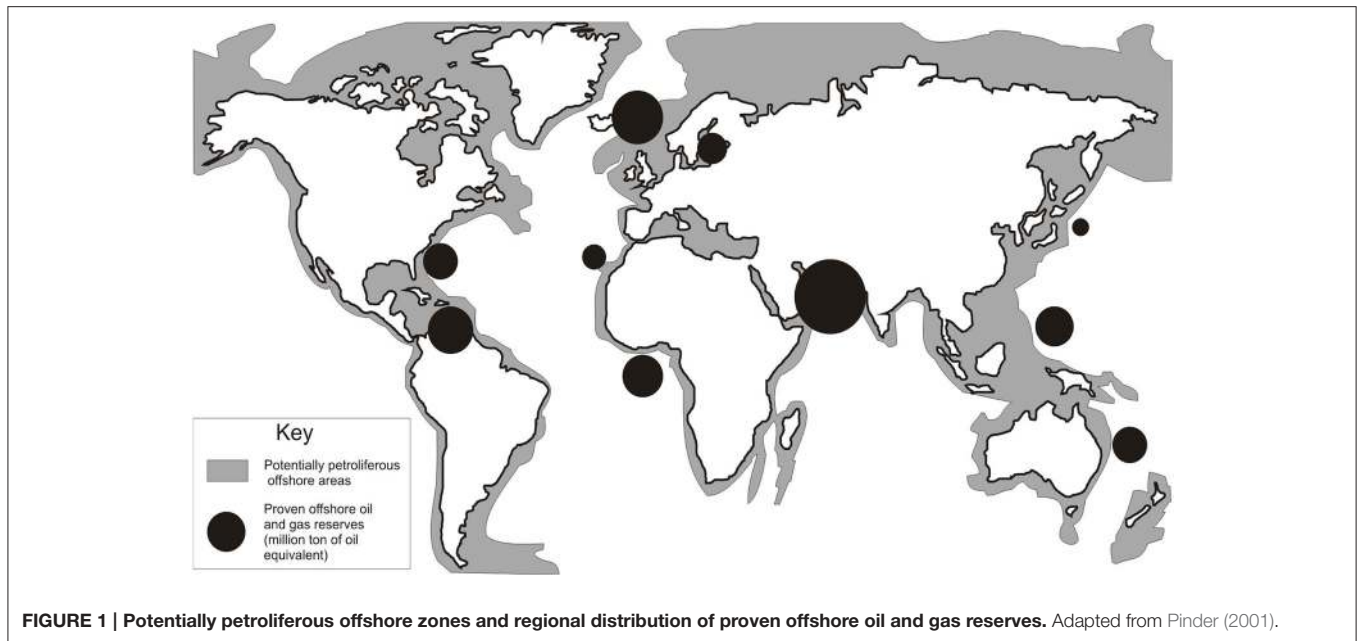 Key
Potentially petroliferous
offshore areas
Proven offshore oil
and gas reserves
(million ton of oil
equivalent)
FIGURE 1 | Potentially petroliferous offshore zones and regional distribution of proven offshore oil and gas reserves. Adapted from Pinder (2001).